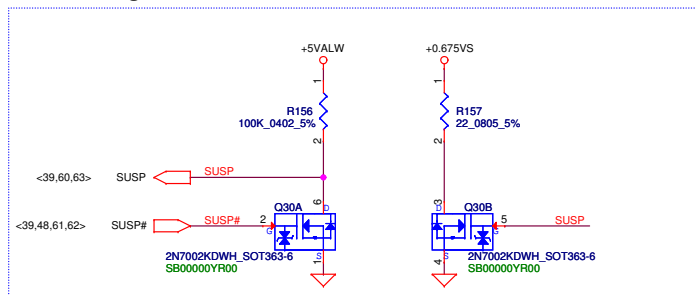 +5VALW
+0.675VS
1
1
R156
100K_0402_5%
R157
22_0805_5%
2
2
<39,60,63>
SUSP
SUSP
6
D
Q30A
3
D
Q30B
<39,48,61,62>
SUSP#
SUSP#
2
G
5
G
SUSP
S
1
S
4
2N7002KDWH_SOT363-6
SB00000YR00
2N7002KDWH_SOT363-6
SB00000YR00